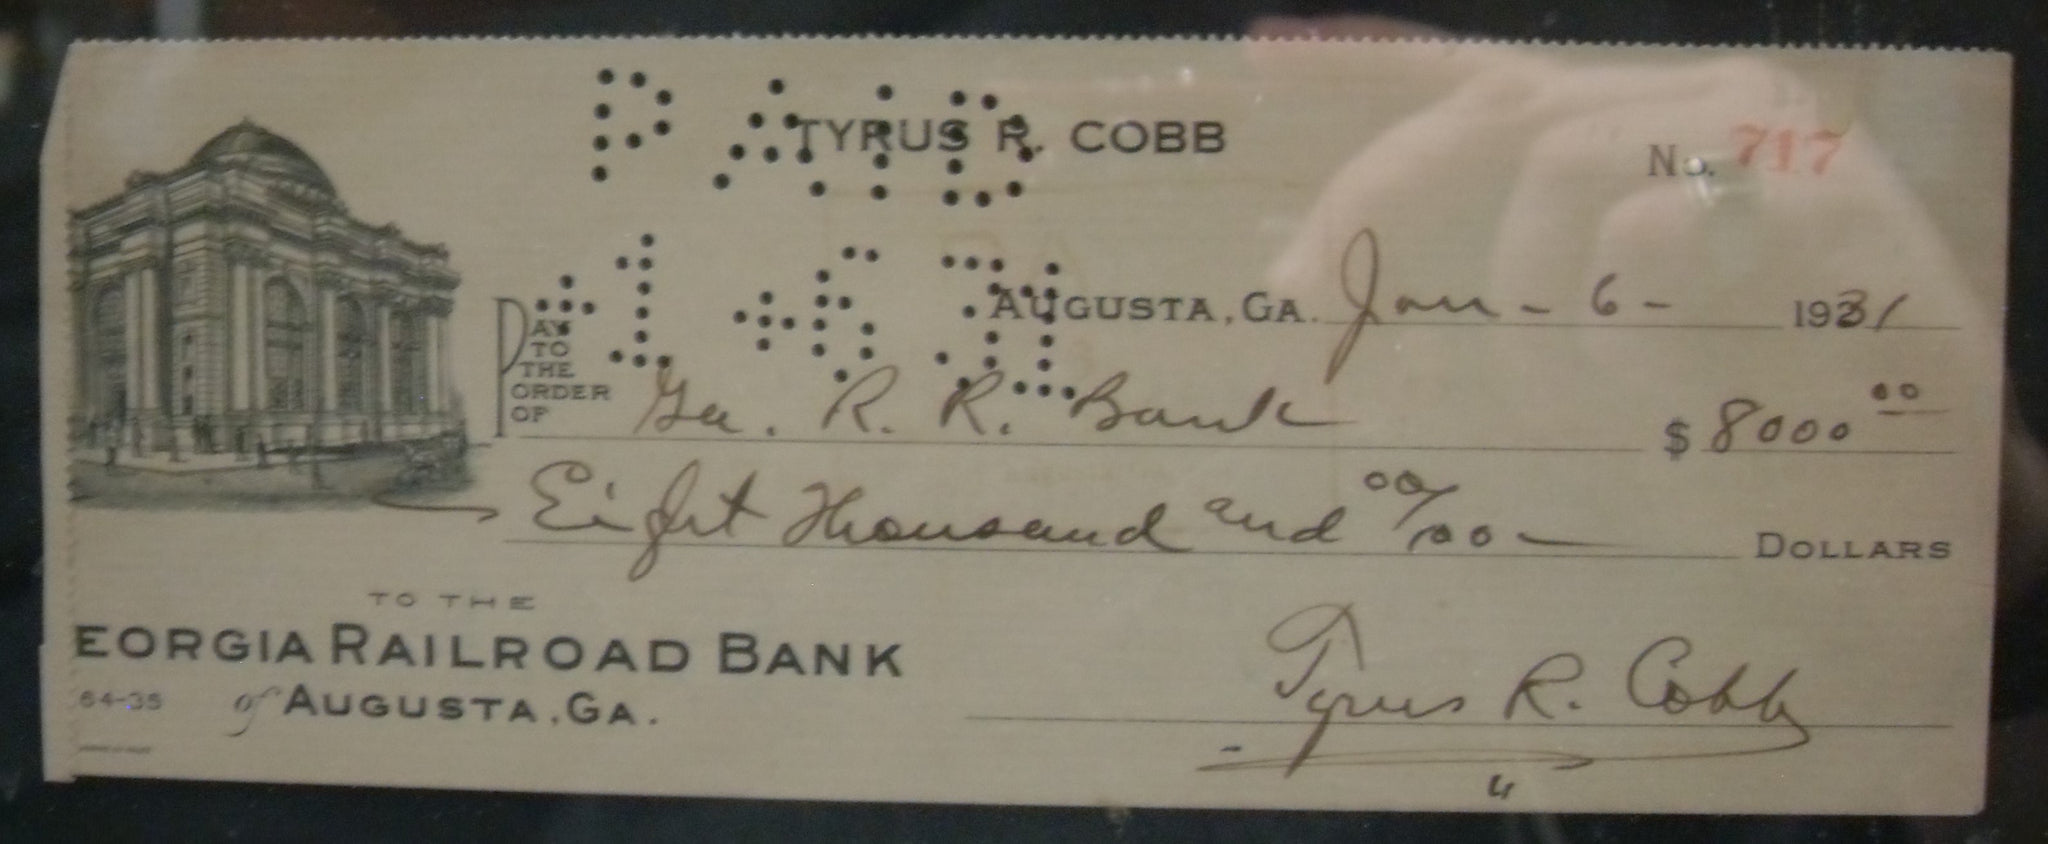 PAID
TYRUS R. COBB
No. 717
+1 +6 31
AUGUSTA, GA. Jan - 6 - 1931
PAY TO THE ORDER OF Ga. R. R. Bank $8000 00
Eight Thousand and 00/100 - DOLLARS
TO THE
EORGIA RAILROAD BANK
64-35 of AUGUSTA, GA.
Tyrus R. Cobb